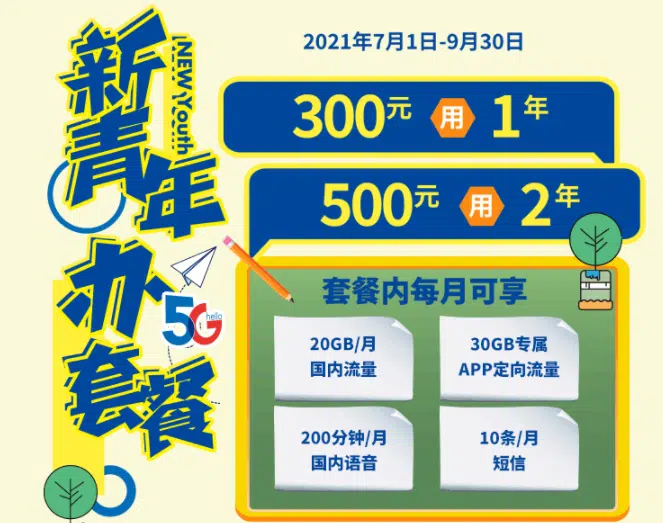 新青年
NEW Youth
办套餐
5G
hello
2021年7月1日-9月30日
300元 用 1年
500元 用 2年
套餐内每月可享
20GB/月
国内流量
30GB专属
APP定向流量
200分钟/月
国内语音
10条/月
短信